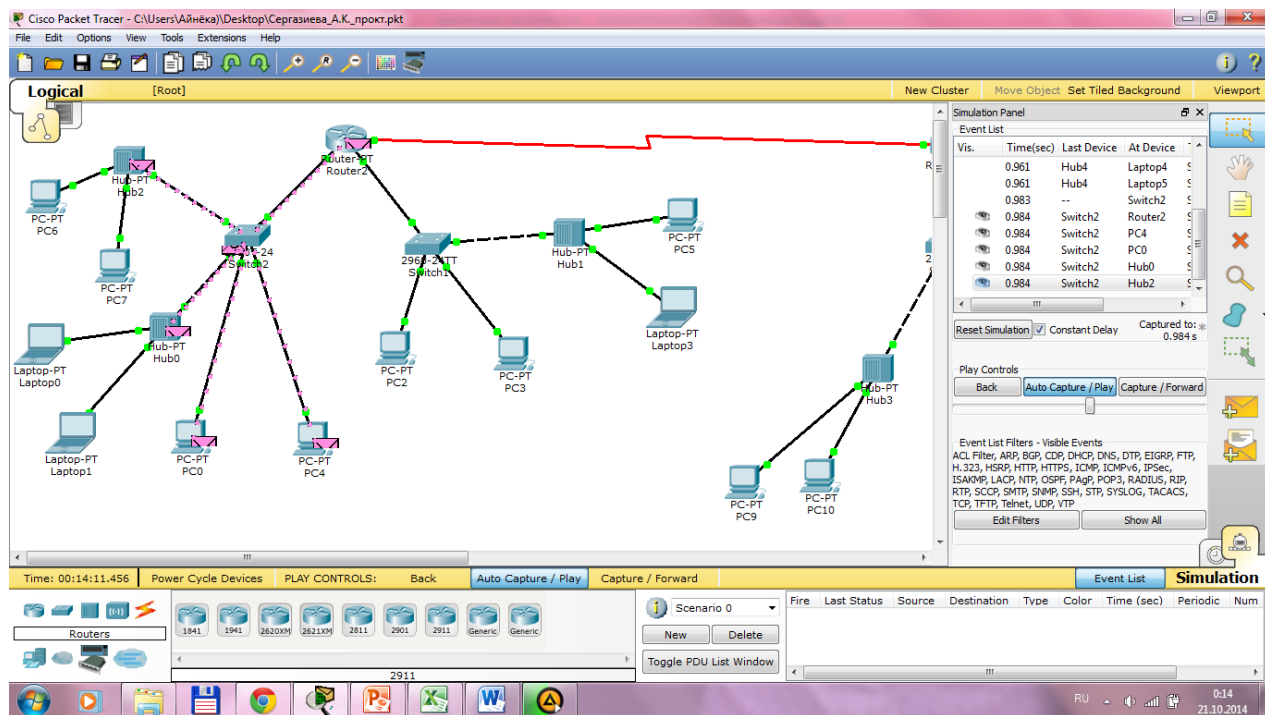 Cisco Packet Tracer - C:\Users\Айнёка)\Desktop\Сергазиева_А.К._прокт.pkt
File Edit Options View Tools Extensions Help
Logical [Root] New Cluster Move Object Set Tiled Background Viewport
Router-PT
Router2
Hub-PT
Hub2
PC-PT
PC6
PC-PT
PC7
Switch2
2960-24TT
Switch1
Hub-PT
Hub1
PC-PT
PC5
Laptop-PT
Laptop3
Hub-PT
Hub0
Laptop-PT
Laptop0
Laptop-PT
Laptop1
PC-PT
PC0
PC-PT
PC4
PC-PT
PC2
PC-PT
PC3
Hub-PT
Hub3
PC-PT
PC9
PC-PT
PC10
Simulation Panel
Event List
Vis. Time(sec) Last Device At Device
0.961 Hub4 Laptop4
0.961 Hub4 Laptop5
0.983 -- Switch2
0.984 Switch2 Router2
0.984 Switch2 PC4
0.984 Switch2 PC0
0.984 Switch2 Hub0
0.984 Switch2 Hub2
Reset Simulation Constant Delay Captured to: *
0.984 s
Play Controls
Back Auto Capture / Play Capture / Forward
Event List Filters - Visible Events
ACL Filter, ARP, BGP, CDP, DHCP, DNS, DTP, EIGRP, FTP,
H.323, HSRP, HTTP, HTTPS, ICMP, ICMPv6, IPSec,
ISAKMP, LACP, NTP, OSPF, PAgP, POP3, RADIUS, RIP,
RTP, SCCP, SMTP, SNMP, SSH, STP, SYSLOG, TACACS,
TCP, TFTP, Telnet, UDP, VTP
Edit Filters Show All
Time: 00:14:11.456 Power Cycle Devices PLAY CONTROLS: Back Auto Capture / Play Capture / Forward Event List Simulation
Routers
1841 1941 2620XM 2621XM 2811 2901 2911 Generic Generic
2911
Scenario 0
New Delete
Toggle PDU List Window
Fire Last Status Source Destination Type Color Time (sec) Periodic Num
RU 0:14
21.10.2014